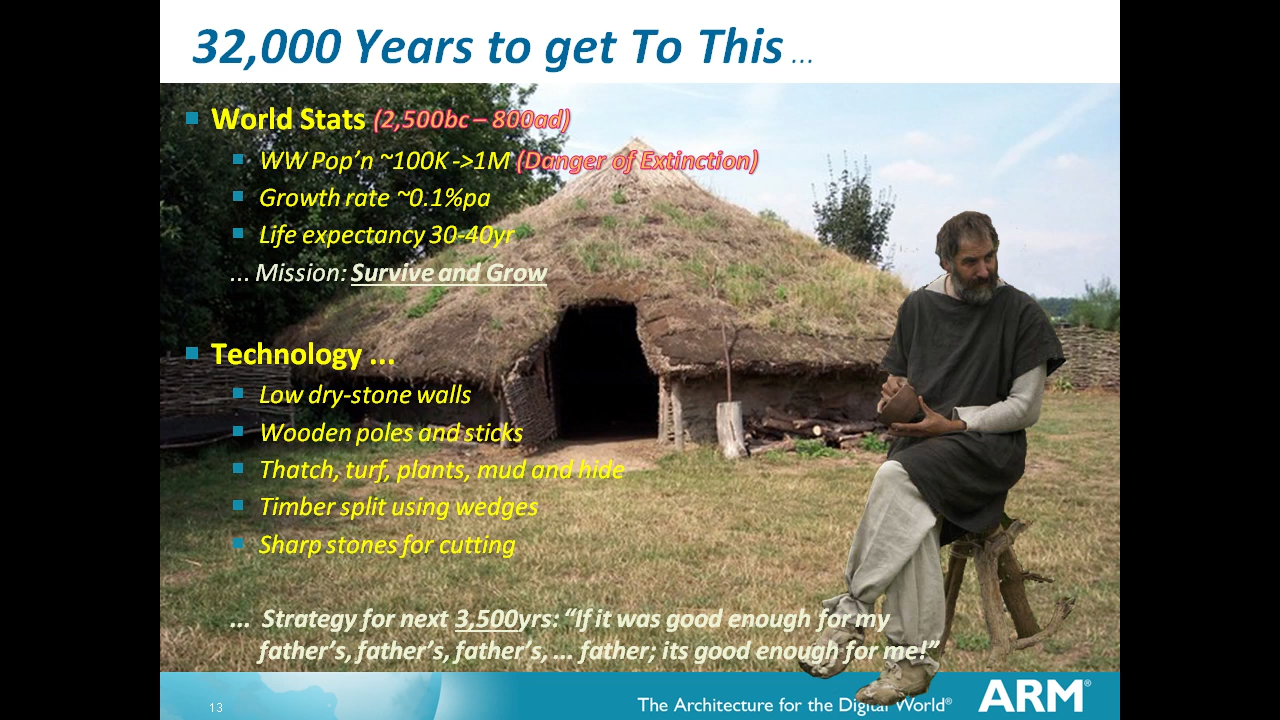 32,000 Years to get To This ...
World Stats (2,500bc – 800ad)
WW Pop’n ~100K ->1M (Danger of Extinction)
Growth rate ~0.1%pa
Life expectancy 30-40yr
... Mission: Survive and Grow
Technology ...
Low dry-stone walls
Wooden poles and sticks
Thatch, turf, plants, mud and hide
Timber split using wedges
Sharp stones for cutting
... Strategy for next 3,500yrs: “If it was good enough for my
father’s, father’s, father’s, ... father; its good enough for me!”
13
The Architecture for the Digital World®
ARM®